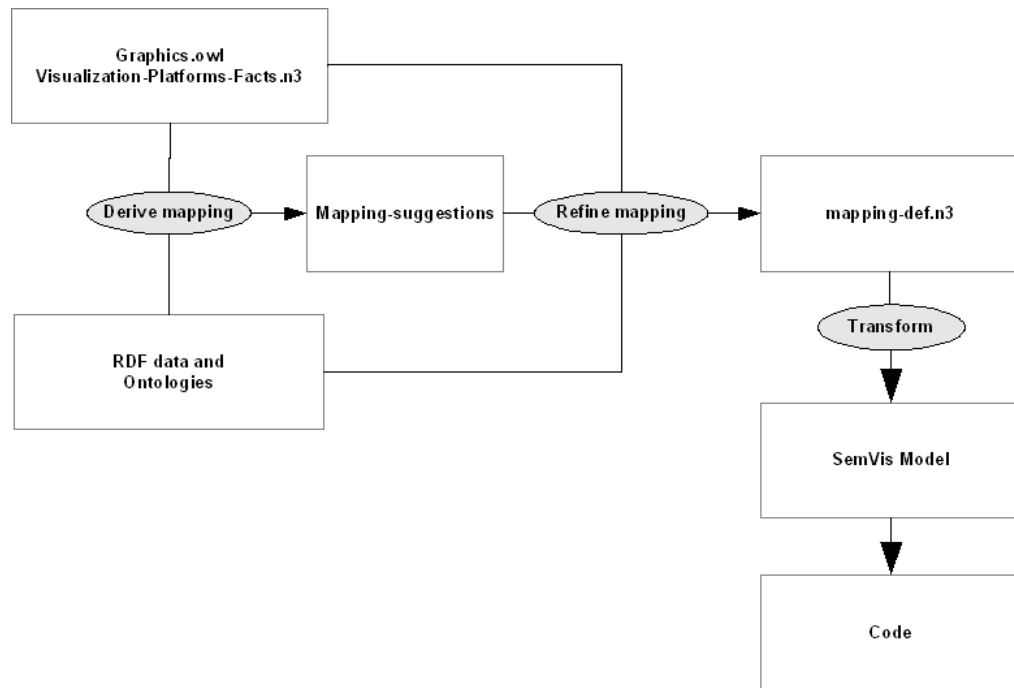 Graphics.owl
Visualization-Platforms-Facts.n3
Derive mapping
Mapping-suggestions
Refine mapping
mapping-def.n3
RDF data and
Ontologies
Transform
SemVis Model
Code